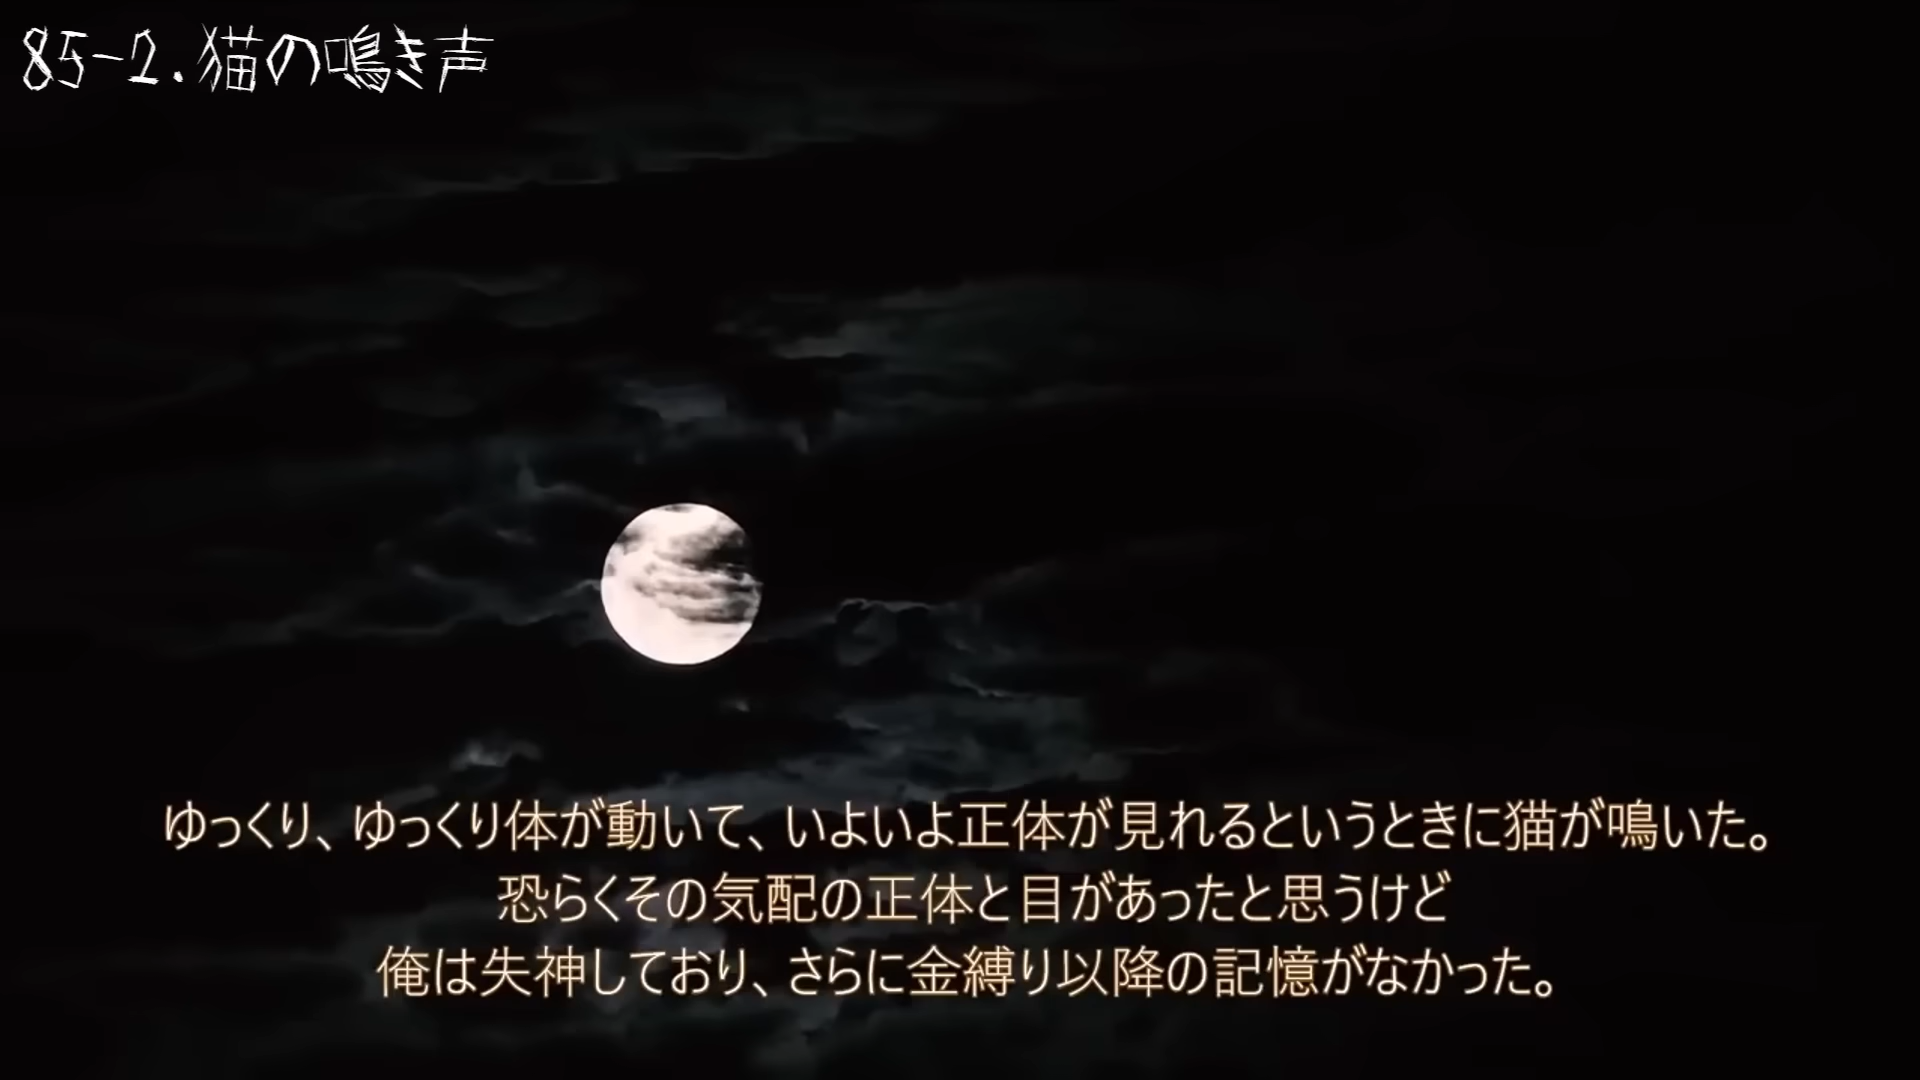 85-2.猫の鳴き声
ゆっくり、ゆっくり体が動いて、いよいよ正体が見れるというときに猫が鳴いた。
恐らくその気配の正体と目があったと思うけど
俺は失神しており、さらに金縛り以降の記憶がなかった。